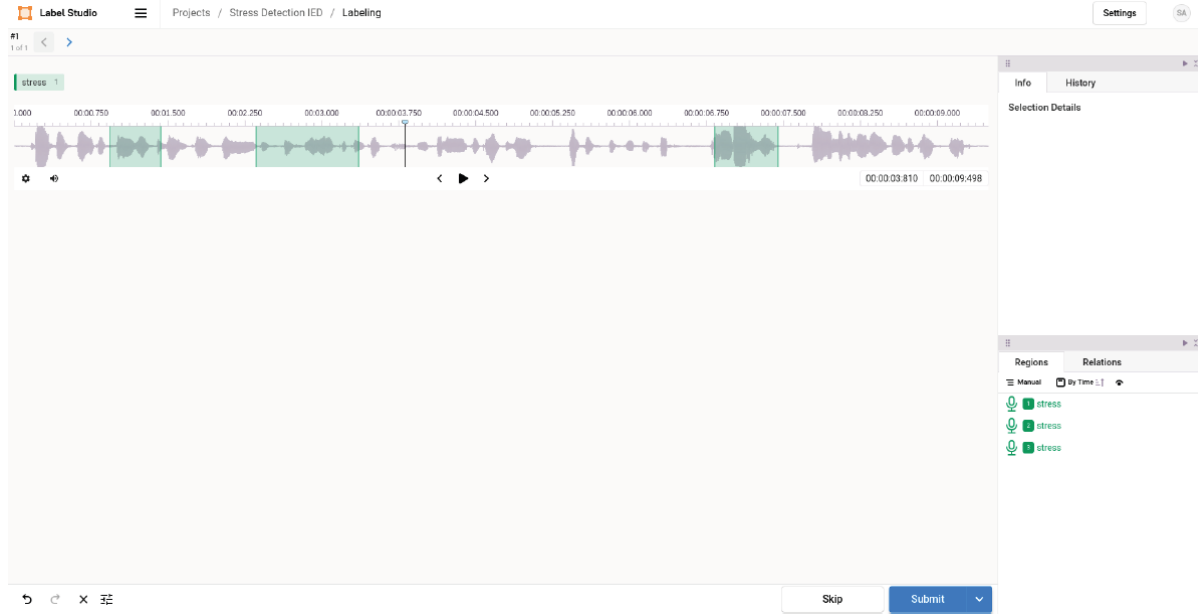 Label Studio
Projects / Stress Detection IED / Labeling
Settings
SA
#1
1 of 1
stress 1
Info
History
Selection Details
0.000 00:00.750 00:01.500 00:02.250 00:03.000 00:00:03.750 00:00:04.500 00:00:05.250 00:00:06.000 00:00:06.750 00:00:07.500 00:00:08.250 00:00:09.000
00:00:03:810 00:00:09:498
Regions
Relations
Manual
By Time
1 stress
2 stress
3 stress
Skip
Submit